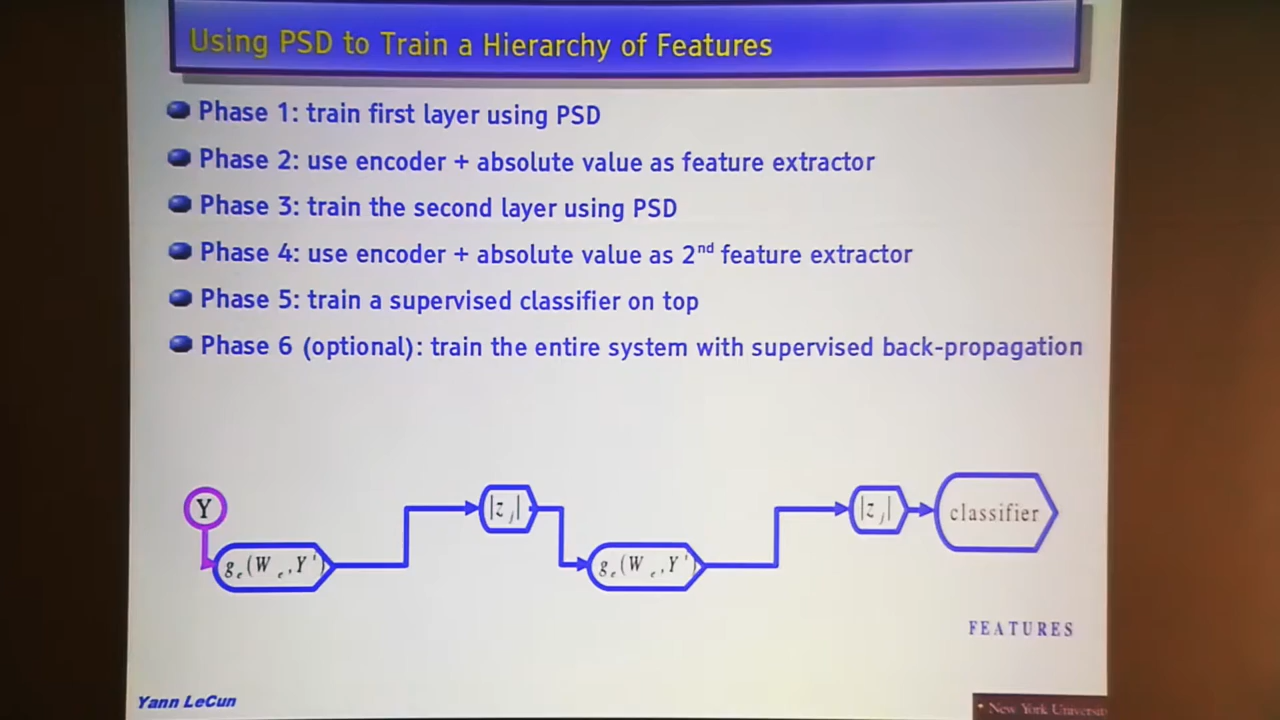 Using PSD to Train a Hierarchy of Features
Phase 1: train first layer using PSD
Phase 2: use encoder + absolute value as feature extractor
Phase 3: train the second layer using PSD
Phase 4: use encoder + absolute value as 2nd feature extractor
Phase 5: train a supervised classifier on top
Phase 6 (optional): train the entire system with supervised back-propagation
Y
|z_j|
|z_j|
classifier
g_e(W_e,Y')
g_e(W_e,Y')
FEATURES
Yann LeCun
• New York